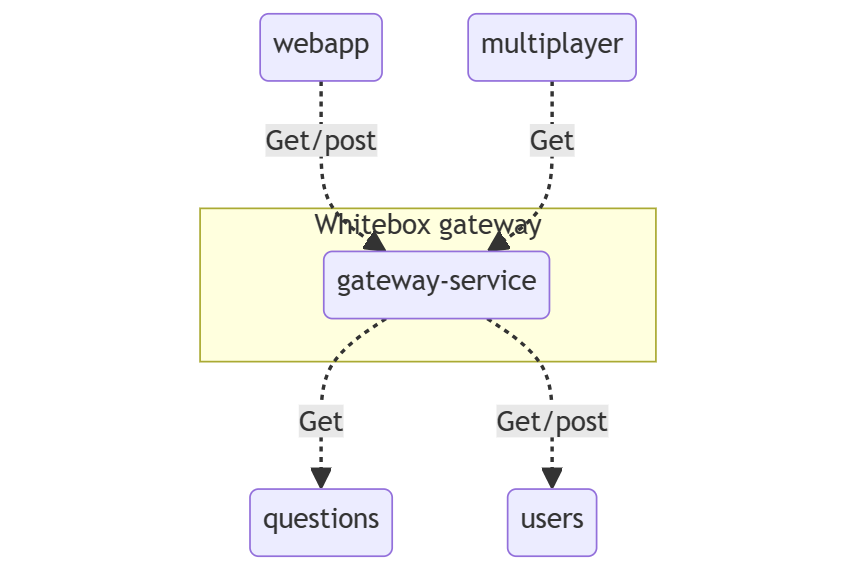 webapp
multiplayer
Get/post
Get
Whitebox gateway
gateway-service
Get
Get/post
questions
users